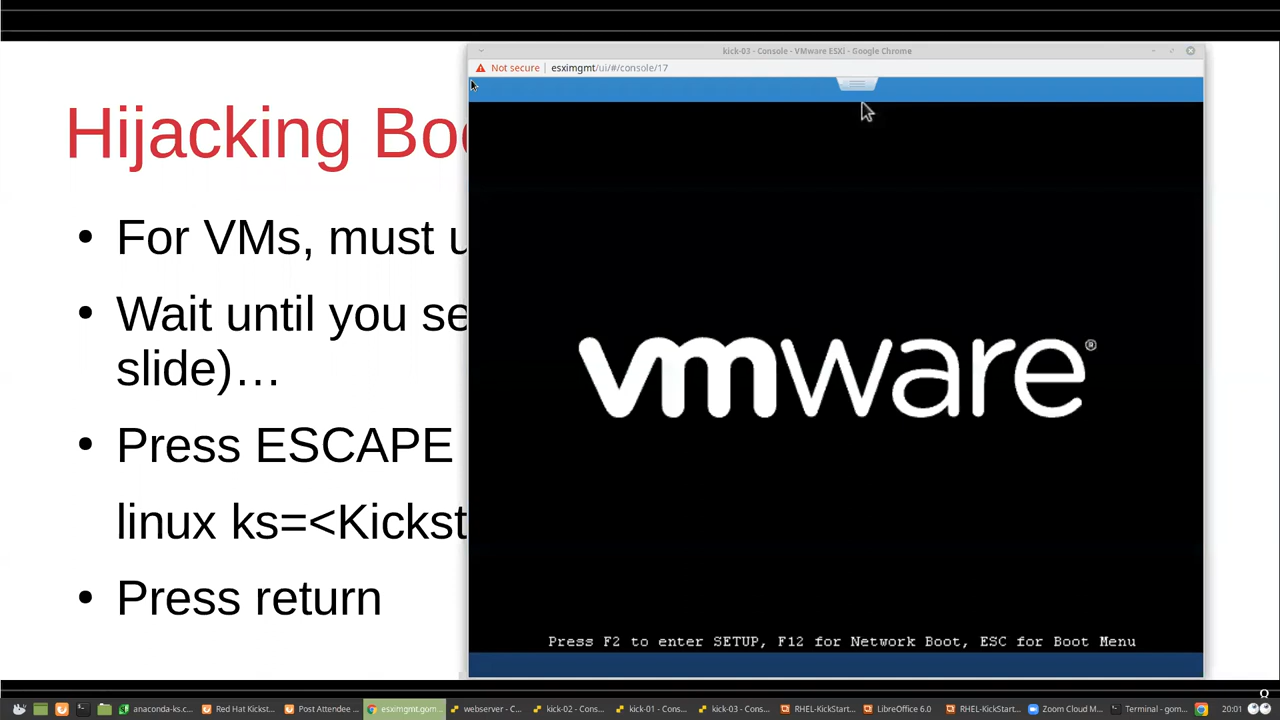 kick-03 - Console - VMware ESXi - Google Chrome
Not secure | esximgmt/ui/#/console/17
Hijacking Boo
• For VMs, must u
• Wait until you se
slide)…
• Press ESCAPE
linux ks=<Kickst
• Press return
vmware®
Press F2 to enter SETUP, F12 for Network Boot, ESC for Boot Menu
8
anaconda-ks.c... Red Hat Kickst... Post Attendee ... esximgmt.gom... webserver - C... kick-02 - Cons... kick-01 - Cons... kick-03 - Cons... RHEL-KickStart... LibreOffice 6.0 RHEL-KickStart... Zoom Cloud M... Terminal - gom... 20:01